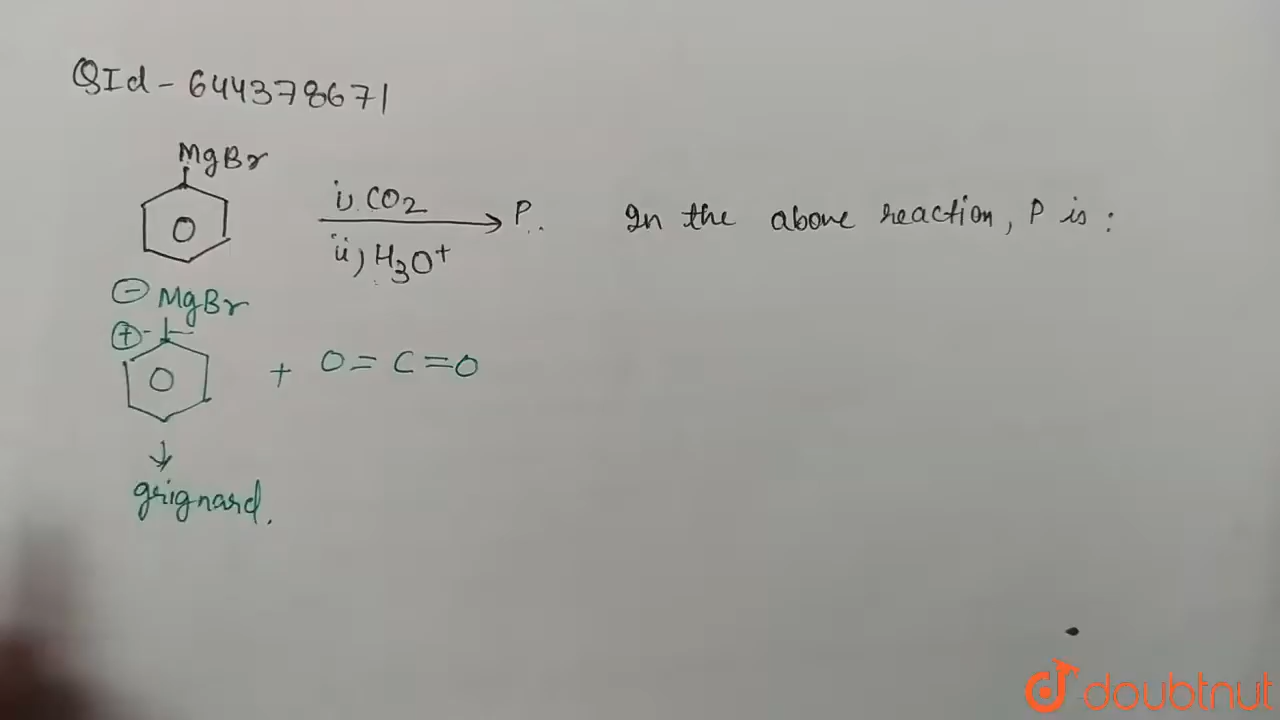 QId - 644378671
MgBr
i) CO2
ii) H3O+
P.. In the above reaction, P is :
⊖ MgBr
⊕
+ O = C = O
↓
grignard.
doubtnut